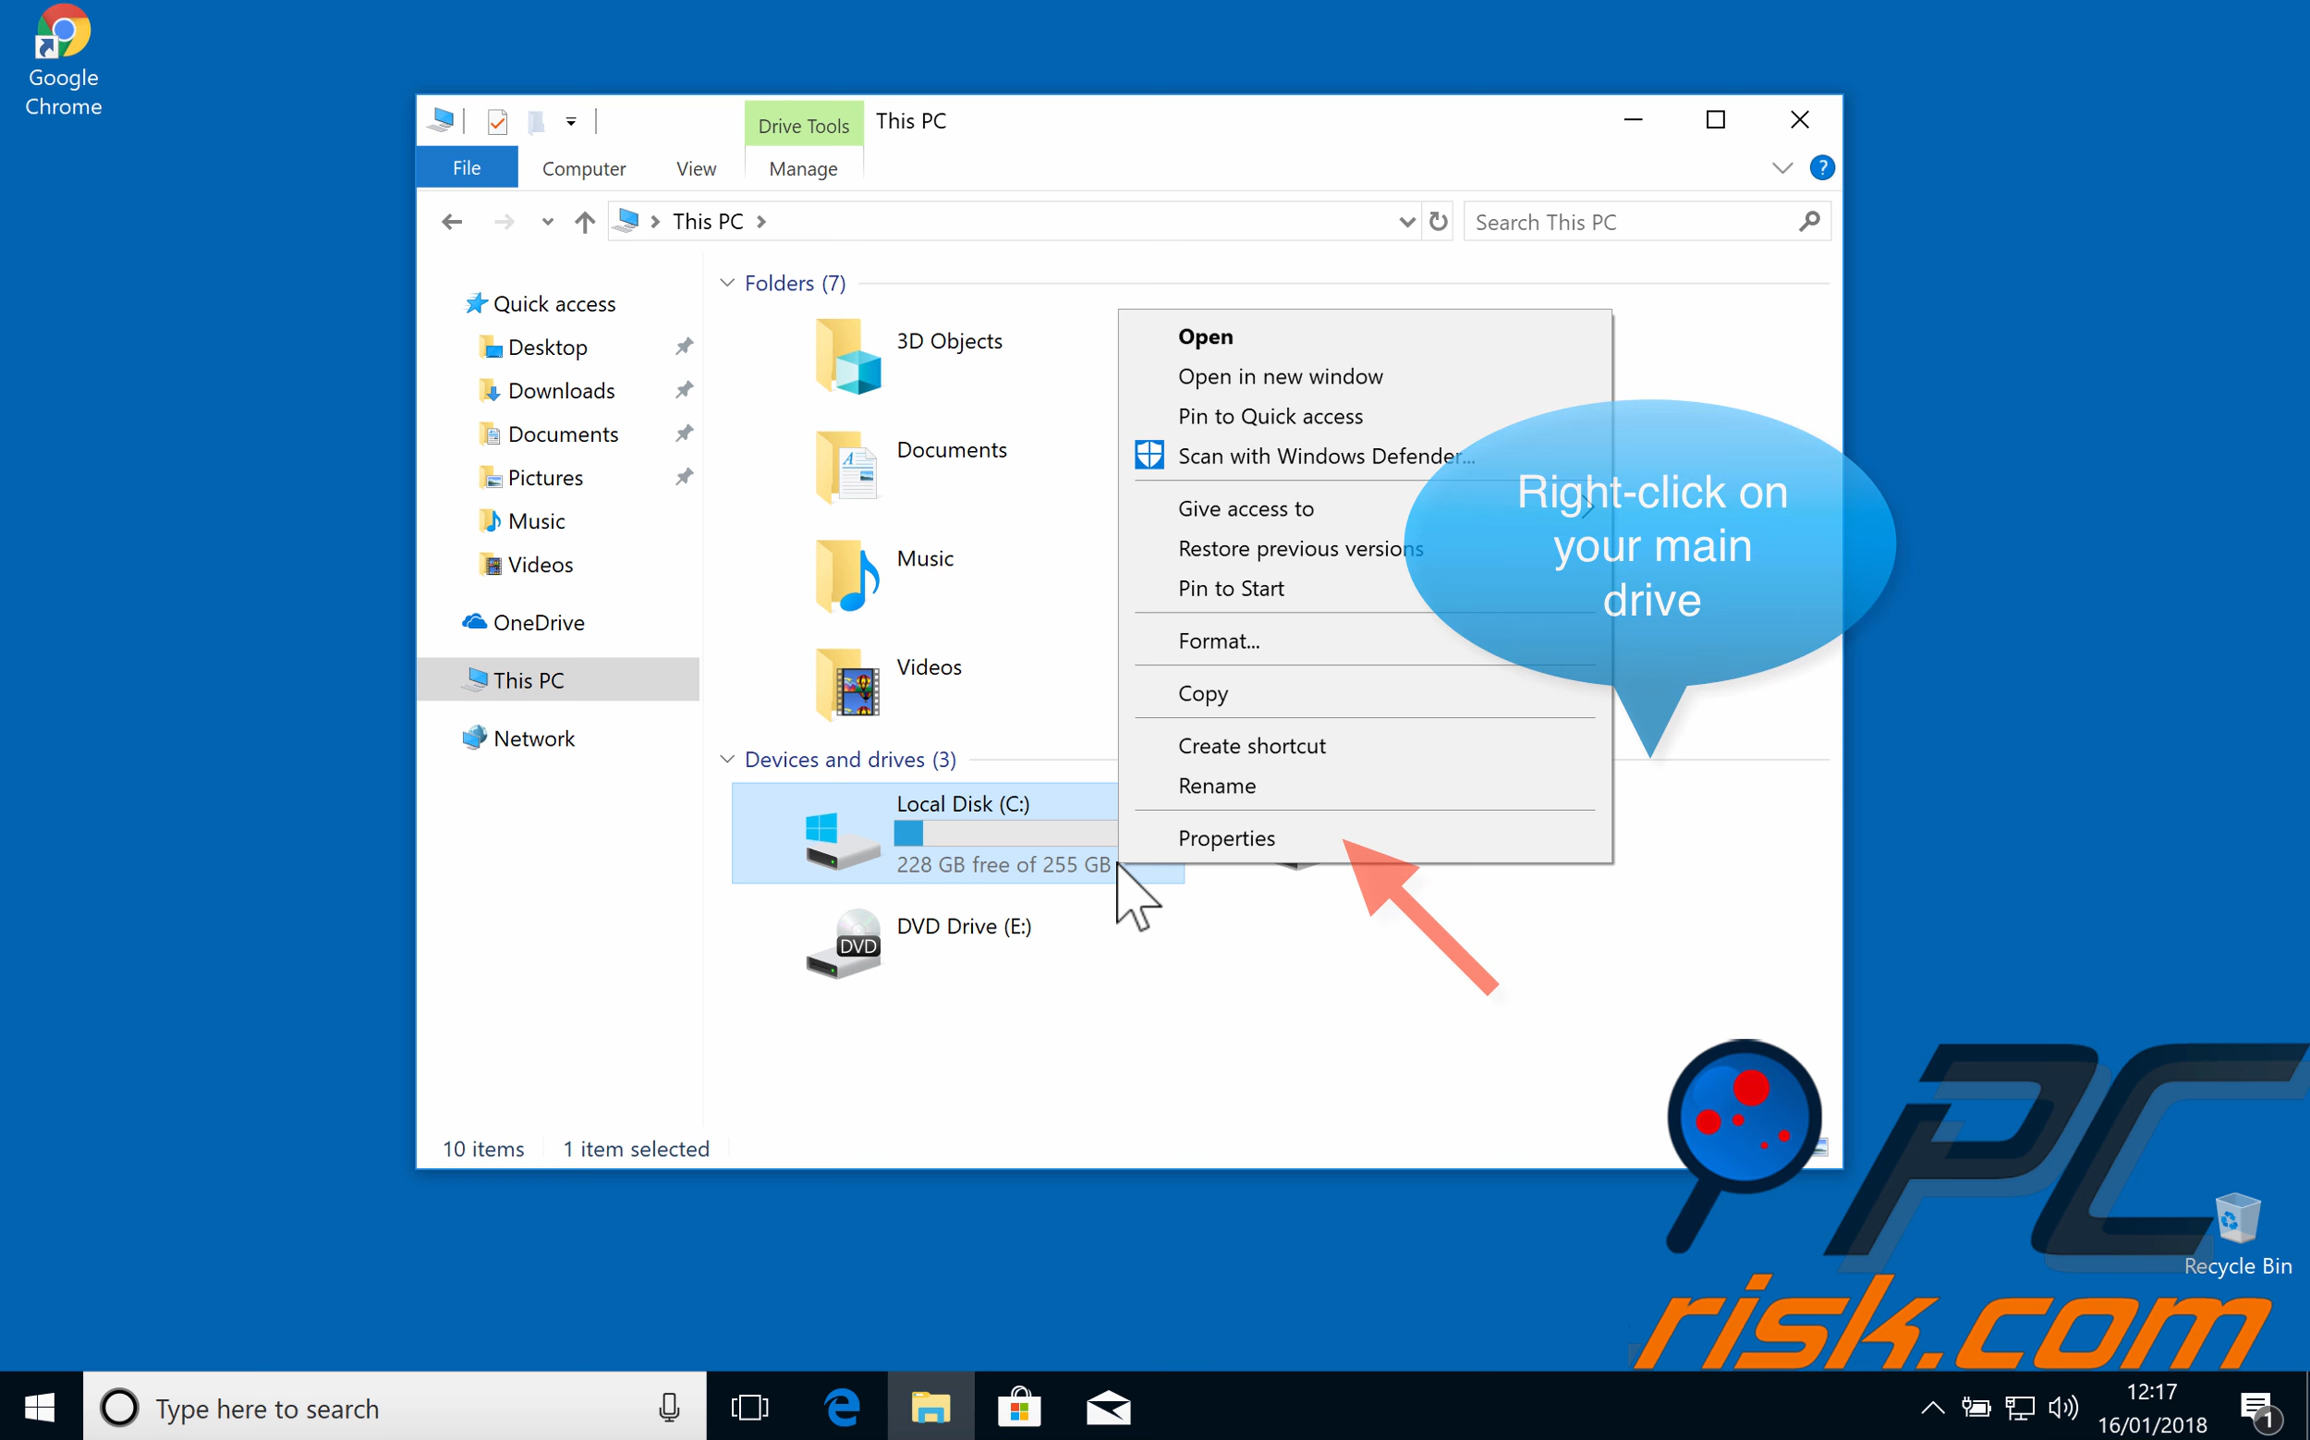 Google
Chrome
Drive Tools
This PC
File
Computer
View
Manage
This PC
Search This PC
Quick access
Desktop
Downloads
Documents
Pictures
Music
Videos
OneDrive
This PC
Network
Folders (7)
3D Objects
Documents
Music
Videos
Devices and drives (3)
Local Disk (C:)
228 GB free of 255 GB
DVD
DVD Drive (E:)
Open
Open in new window
Pin to Quick access
Scan with Windows Defender...
Give access to
Restore previous versions
Pin to Start
Format...
Copy
Create shortcut
Rename
Properties
Right-click on
your main
drive
10 items
1 item selected
PC
risk.com
Recycle Bin
Type here to search
12:17
16/01/2018
1